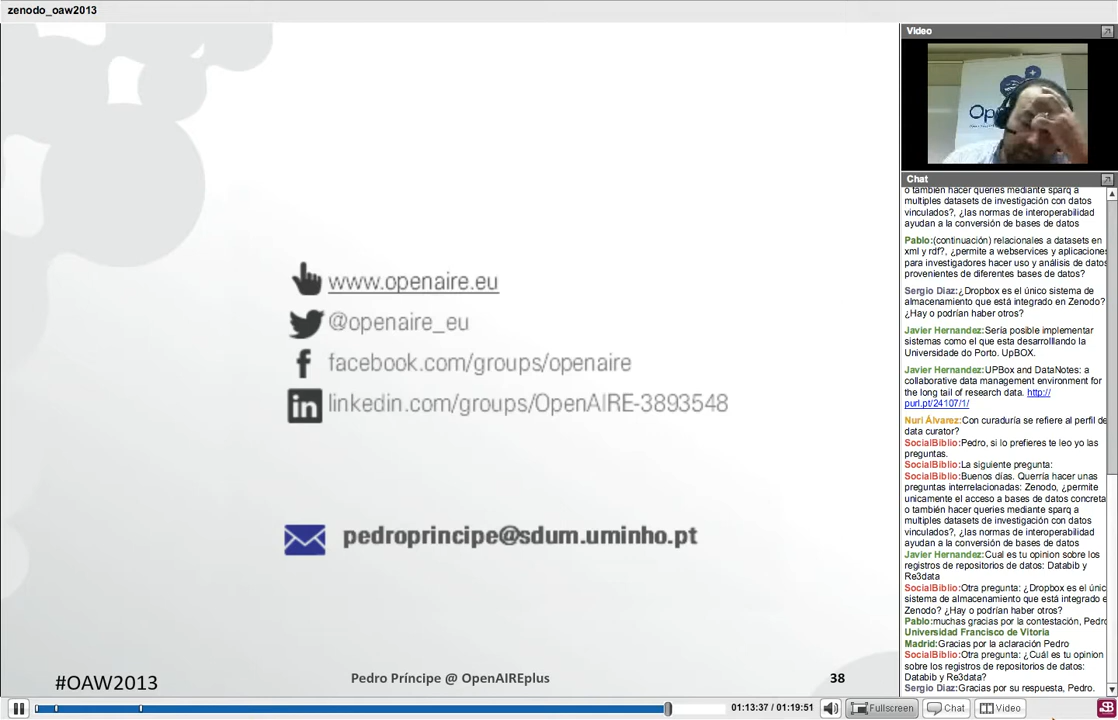 zenodo_oaw2013
www.openaire.eu
@openaire_eu
facebook.com/groups/openaire
linkedin.com/groups/OpenAIRE-3893548
pedroprincipe@sdum.uminho.pt
#OAW2013
Pedro Príncipe @ OpenAIREplus
38
Video
Op
Chat
o también hacer queries mediante sparq a
multiples datasets de investigación con datos
vinculados?, ¿las normas de interoperabilidad
ayudan a la conversión de bases de datos
Pablo:(continuación) relacionales a datasets en
xml y rdf?, ¿permite a webservices y aplicacione
para investigadores hacer uso y análisis de datos
provenientes de diferentes bases de datos?
Sergio Diaz:¿Dropbox es el único sistema de
almacenamiento que está integrado en Zenodo?
¿Hay o podrían haber otros?
Javier Hernandez:Sería posible implementar
sistemas como el que esta desarrolllando la
Universidade do Porto. UpBOX.
Javier Hernandez:UPBox and DataNotes: a
collaborative data management environment for
the long tail of research data. http://
purl.pt/24107/1/
Nuri Álvarez:Con curaduría se refiere al perfil de
data curator?
SocialBiblio:Pedro, si lo prefieres te leo yo las
preguntas.
SocialBiblio:La siguiente pregunta:
SocialBiblio:Buenos días. Querría hacer unas
preguntas interrelacionadas: Zenodo, ¿permite
unicamente el acceso a bases de datos concreta
o también hacer queries mediante sparq a
multiples datasets de investigación con datos
vinculados?, ¿las normas de interoperabilidad
ayudan a la conversión de bases de datos
Javier Hernandez:Cual es tu opinion sobre los
registros de repositorios de datos: Databib y
Re3data
SocialBiblio:Otra pregunta: ¿Dropbox es el únic
sistema de almacenamiento que está integrado e
Zenodo? ¿Hay o podrían haber otros?
Pablo:muchas gracias por la contestación, Pedro
Universidad Francisco de Vitoria
Madrid:Gracias por la aclaración Pedro
SocialBiblio:Otra pregunta: ¿Cuál es tu opinion
sobre los registros de repositorios de datos:
Databib y Re3data?
Sergio Diaz:Gracias por su respuesta, Pedro.
01:13:37 / 01:19:51
Fullscreen
Chat
Video
SB